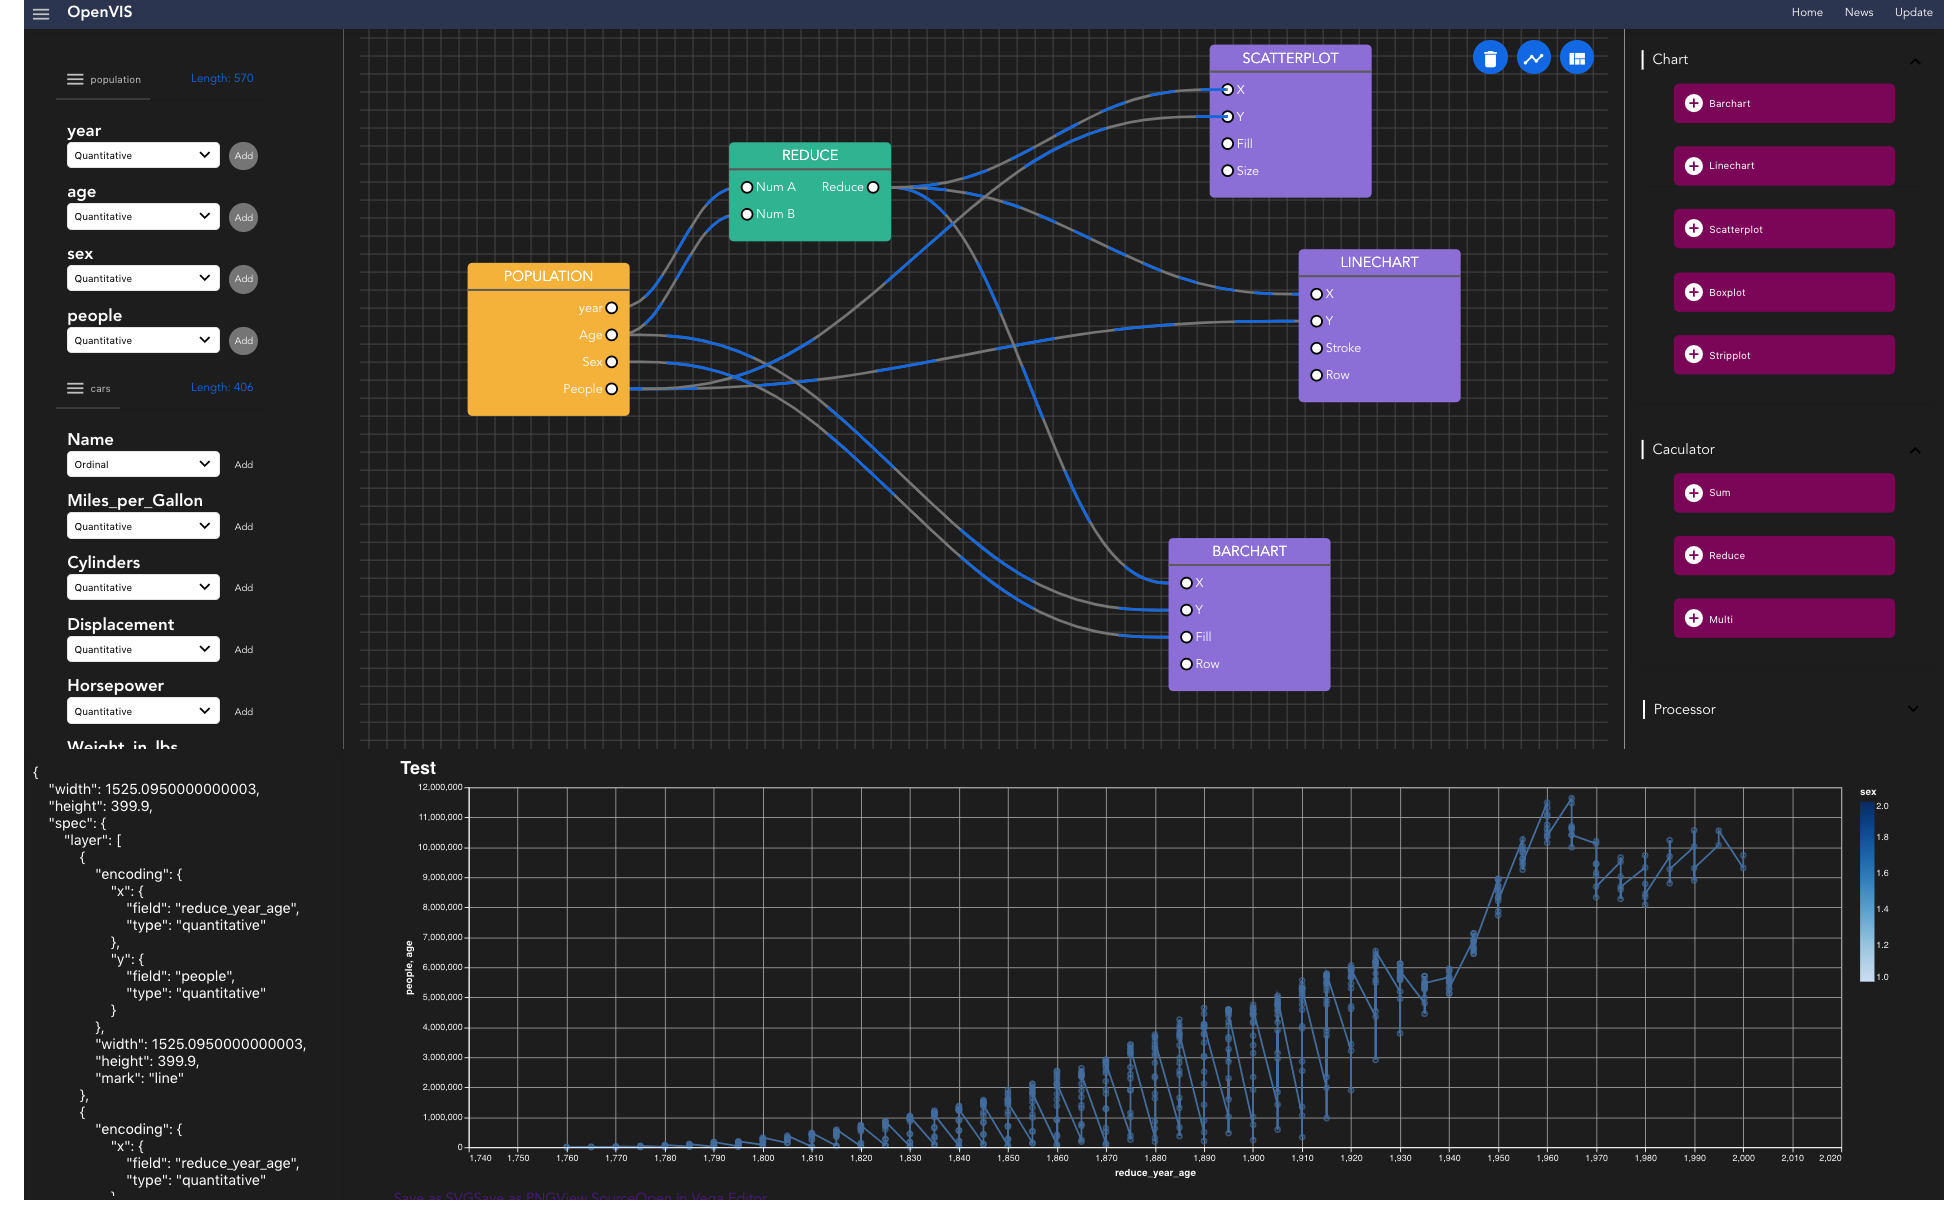 OpenVIS
Home News Update
population Length: 570
year
Quantitative Add
age
Quantitative Add
sex
Quantitative Add
people
Quantitative Add
cars Length: 406
Name
Ordinal Add
Miles_per_Gallon
Quantitative Add
Cylinders
Quantitative Add
Displacement
Quantitative Add
Horsepower
Quantitative Add
Weight_in_lbs
POPULATION
year
Age
Sex
People
REDUCE
Num A Reduce
Num B
SCATTERPLOT
X
Y
Fill
Size
LINECHART
X
Y
Stroke
Row
BARCHART
X
Y
Fill
Row
Chart
Barchart
Linechart
Scatterplot
Boxplot
Stripplot
Caculator
Sum
Reduce
Multi
Processor
{
"width": 1525.0950000000003,
"height": 399.9,
"spec": {
"layer": [
{
"encoding": {
"x": {
"field": "reduce_year_age",
"type": "quantitative"
},
"y": {
"field": "people",
"type": "quantitative"
}
},
"width": 1525.0950000000003,
"height": 399.9,
"mark": "line"
},
{
"encoding": {
"x": {
"field": "reduce_year_age",
"type": "quantitative"
}
Test
12,000,000
11,000,000
10,000,000
9,000,000
8,000,000
7,000,000
6,000,000
5,000,000
4,000,000
3,000,000
2,000,000
1,000,000
0
people, age
1,740 1,750 1,760 1,770 1,780 1,790 1,800 1,810 1,820 1,830 1,840 1,850 1,860 1,870 1,880 1,890 1,900 1,910 1,920 1,930 1,940 1,950 1,960 1,970 1,980 1,990 2,000 2,010 2,020
reduce_year_age
sex
2.0
1.8
1.6
1.4
1.2
1.0
Save as SVGSave as PNGView SourceOpen in Vega Editor